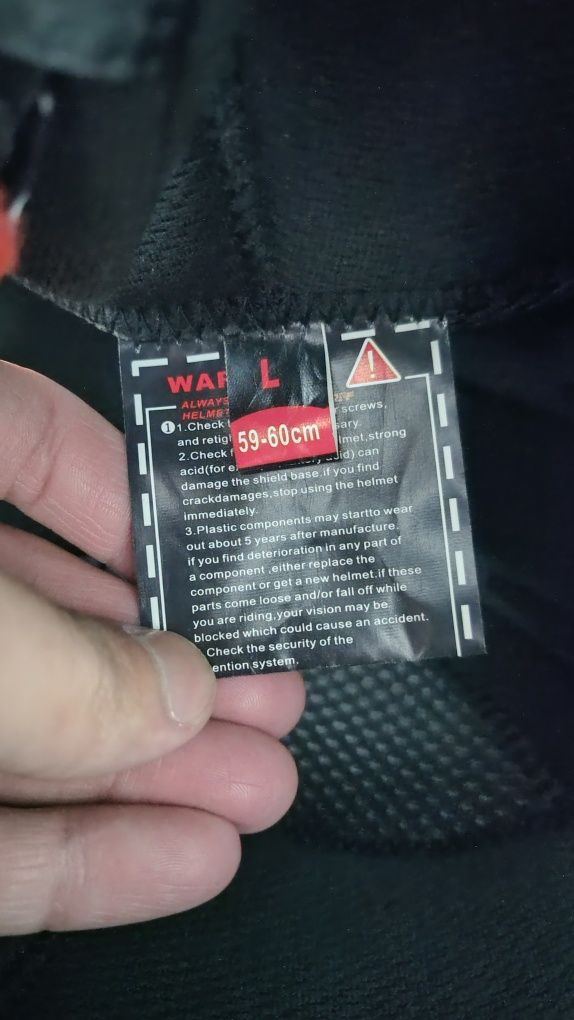 L
59-60cm
WAR
ALWAYS
HELMET
❶1.Check screws,
and retigh sary.
2.Check lmet,strong
acid(for acid).can
damage the shield base.if you find
crackdamages,stop using the helmet
immediately.
3.Plastic components may startto wear
out about 5 years after manufacture.
if you find deterioration in any part of
a component ,either replace the
component or get a new helmet.if these
parts come loose and/or fall off while
you are riding,your vision may be
blocked which could cause an accident.
Check the security of the
ention system.